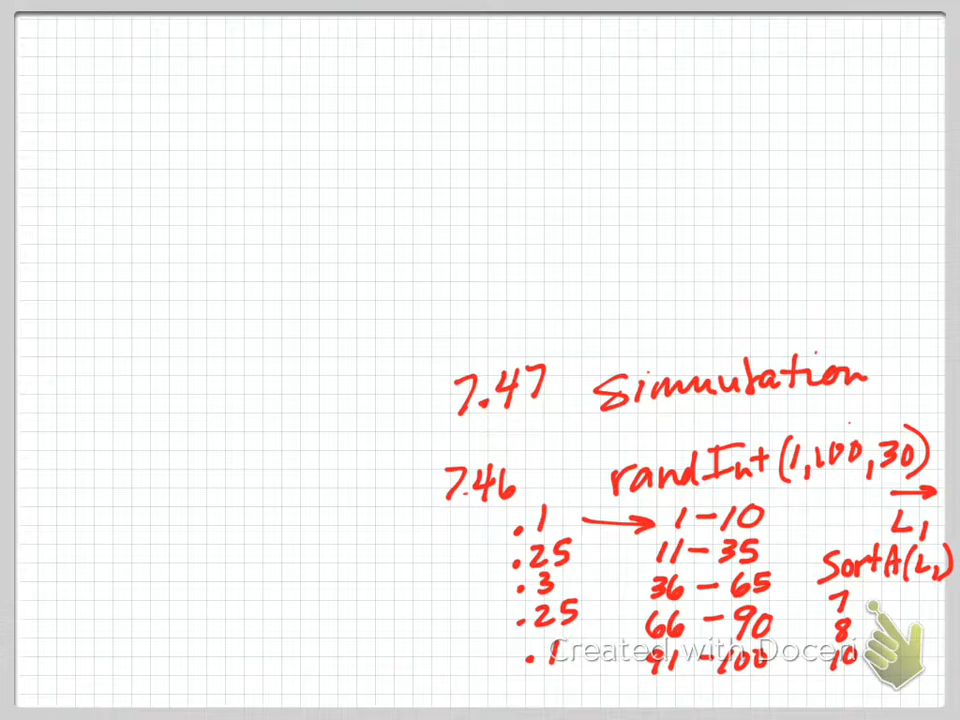 7.47 Simmulation
7.46 randInt(1,100,30)
.1 → 1-10 → L1
.25 11-35
.3 36-65 SortA(L1)
.25 66-90 7
8
.1 91-100 10
Created with Doceri